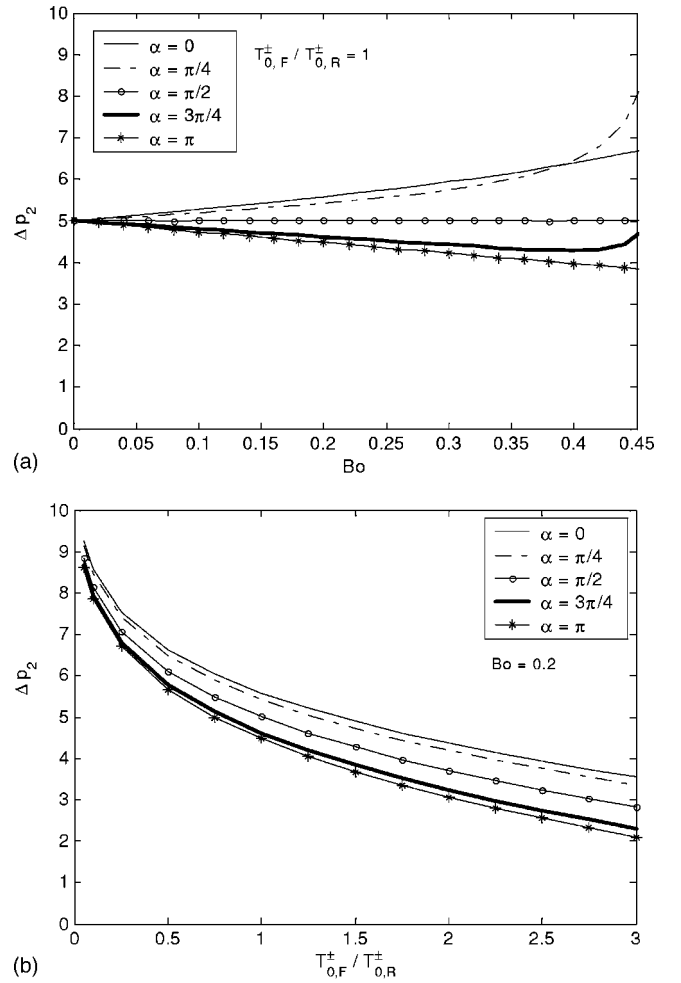 10
9
8
7
6
5
4
3
2
1
0
Δp₂
α = 0
α = π/4
α = π/2
α = 3π/4
α = π
T±0,F / T±0,R = 1
0 0.05 0.1 0.15 0.2 0.25 0.3 0.35 0.4 0.45
Bo
(a)
10
9
8
7
6
5
4
3
2
1
0
Δp₂
α = 0
α = π/4
α = π/2
α = 3π/4
α = π
Bo = 0.2
0 0.5 1 1.5 2 2.5 3
T±0,F / T±0,R
(b)